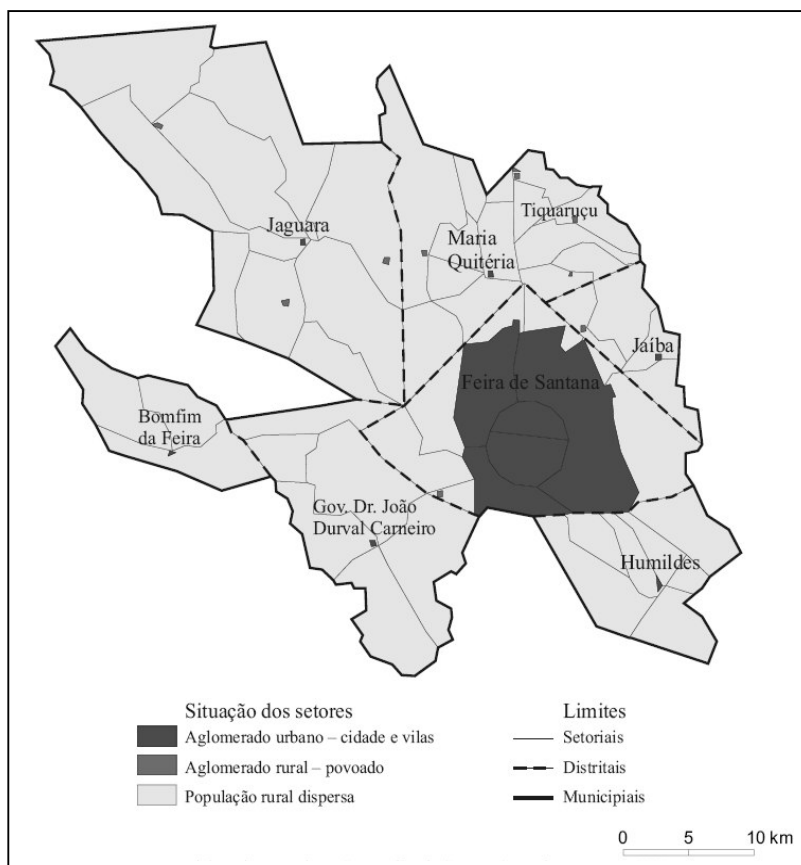 Tiquaruçu
Jaguara
Maria
Quitéria
Jaíba
Feira de Santana
Bomfim
da Feira
Gov. Dr. João
Durval Carneiro
Humildes
Situação dos setores
Aglomerado urbano – cidade e vilas
Aglomerado rural – povoado
População rural dispersa
Limites
Setoriais
Distritais
Municipiais
0 5 10 km